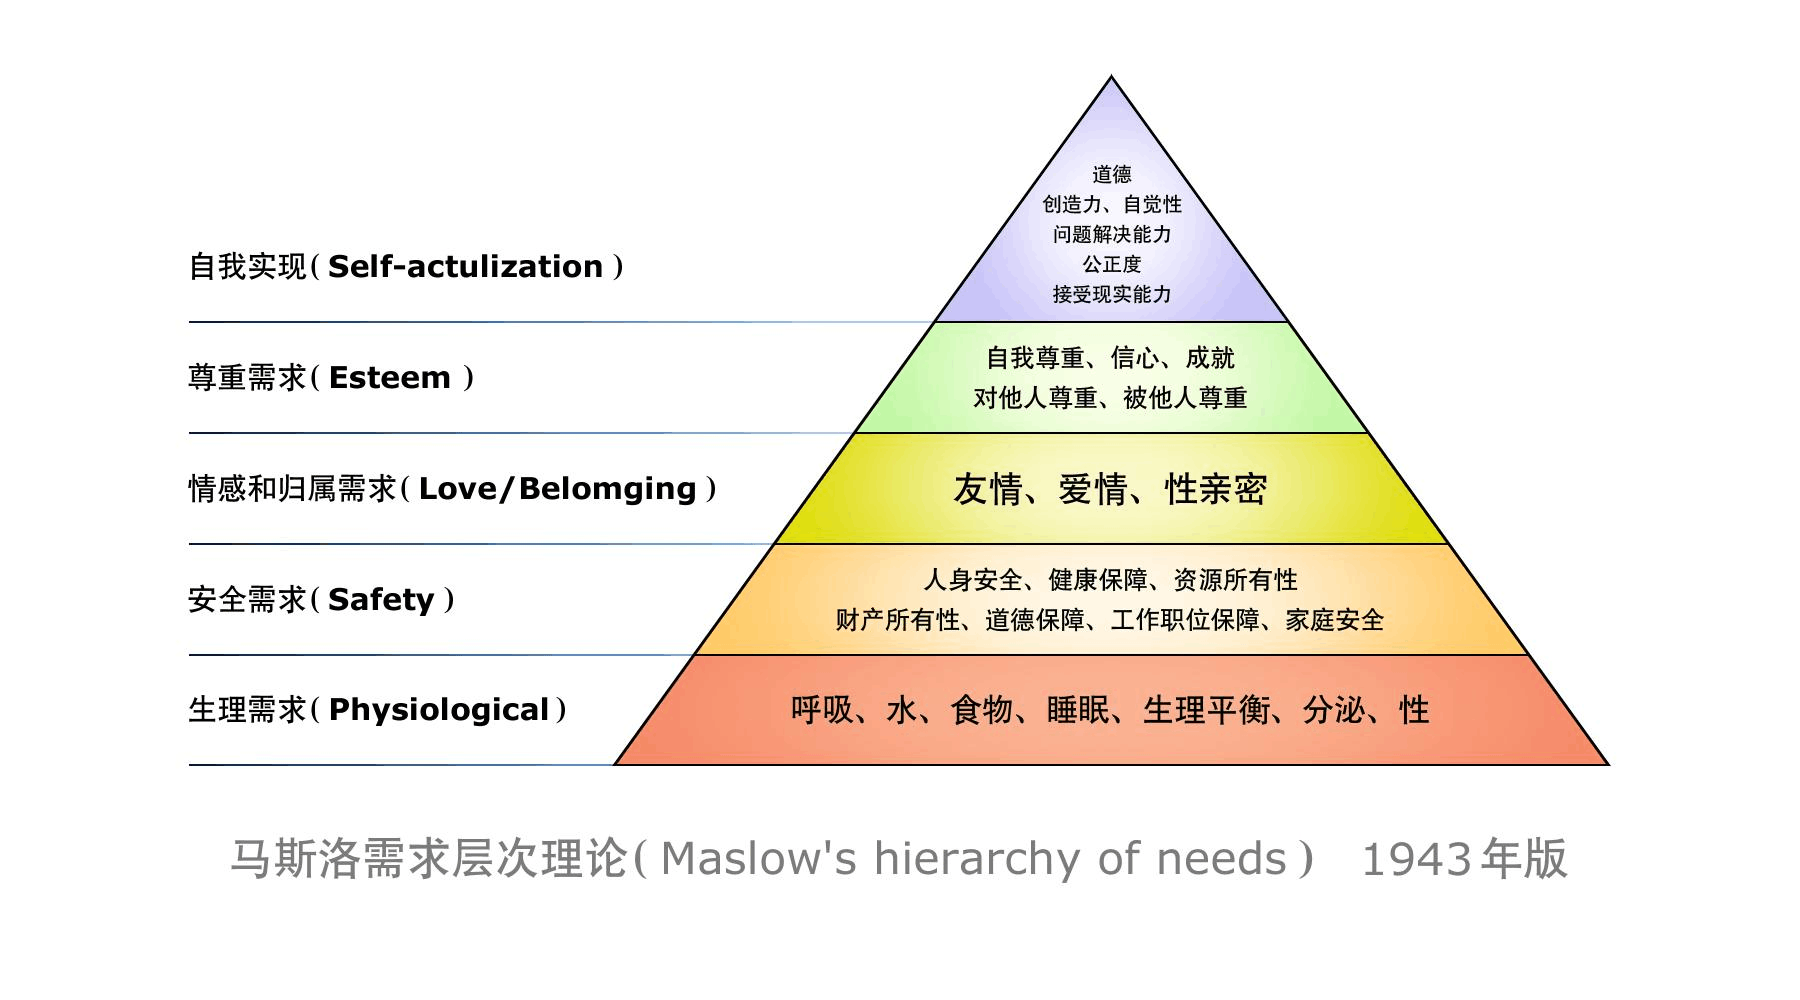 道德
创造力、自觉性
问题解决能力
公正度
接受现实能力
自我实现( Self-actulization )
自我尊重、信心、成就
对他人尊重、被他人尊重
尊重需求( Esteem )
友情、爱情、性亲密
情感和归属需求( Love/Belomging )
人身安全、健康保障、资源所有性
财产所有性、道德保障、工作职位保障、家庭安全
安全需求( Safety )
呼吸、水、食物、睡眠、生理平衡、分泌、性
生理需求( Physiological )
马斯洛需求层次理论( Maslow's hierarchy of needs ) 1943年版